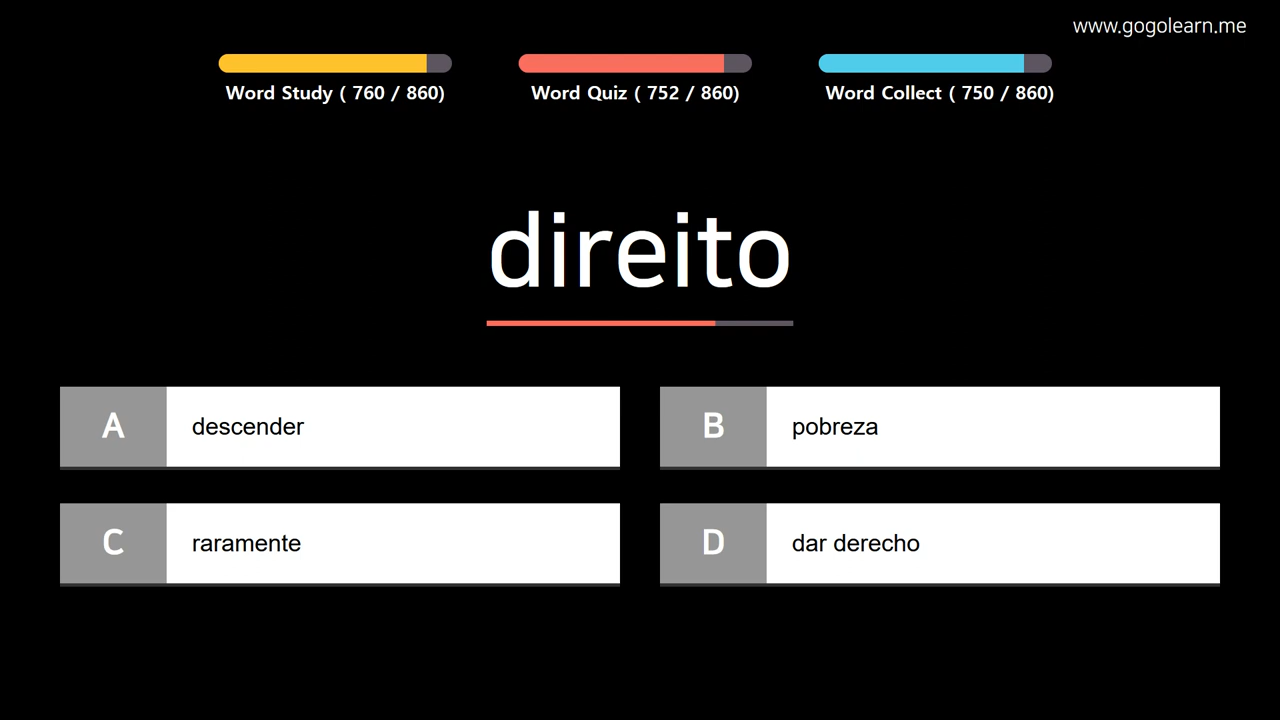 www.gogolearn.me
Word Study ( 760 / 860)
Word Quiz ( 752 / 860)
Word Collect ( 750 / 860)
direito
A
descender
B
pobreza
C
raramente
D
dar derecho